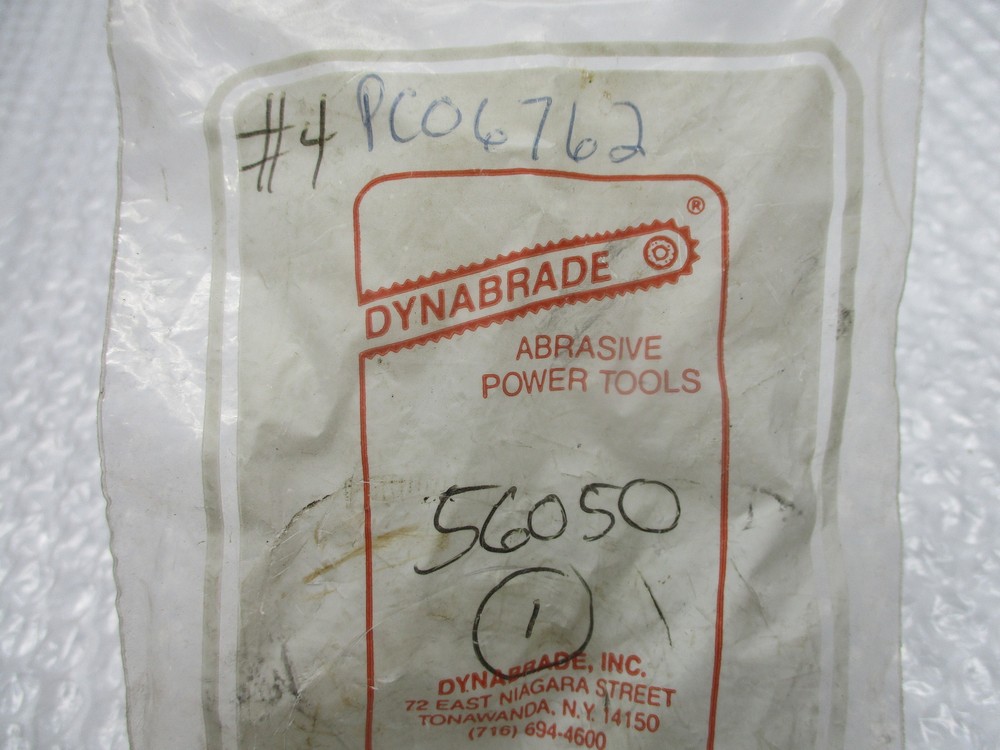 #4 PC06762
®
DYNABRADE
ABRASIVE
POWER TOOLS
56050
1
DYNABRADE, INC.
72 EAST NIAGARA STREET
TONAWANDA, N.Y. 14150
(716) 694-4600